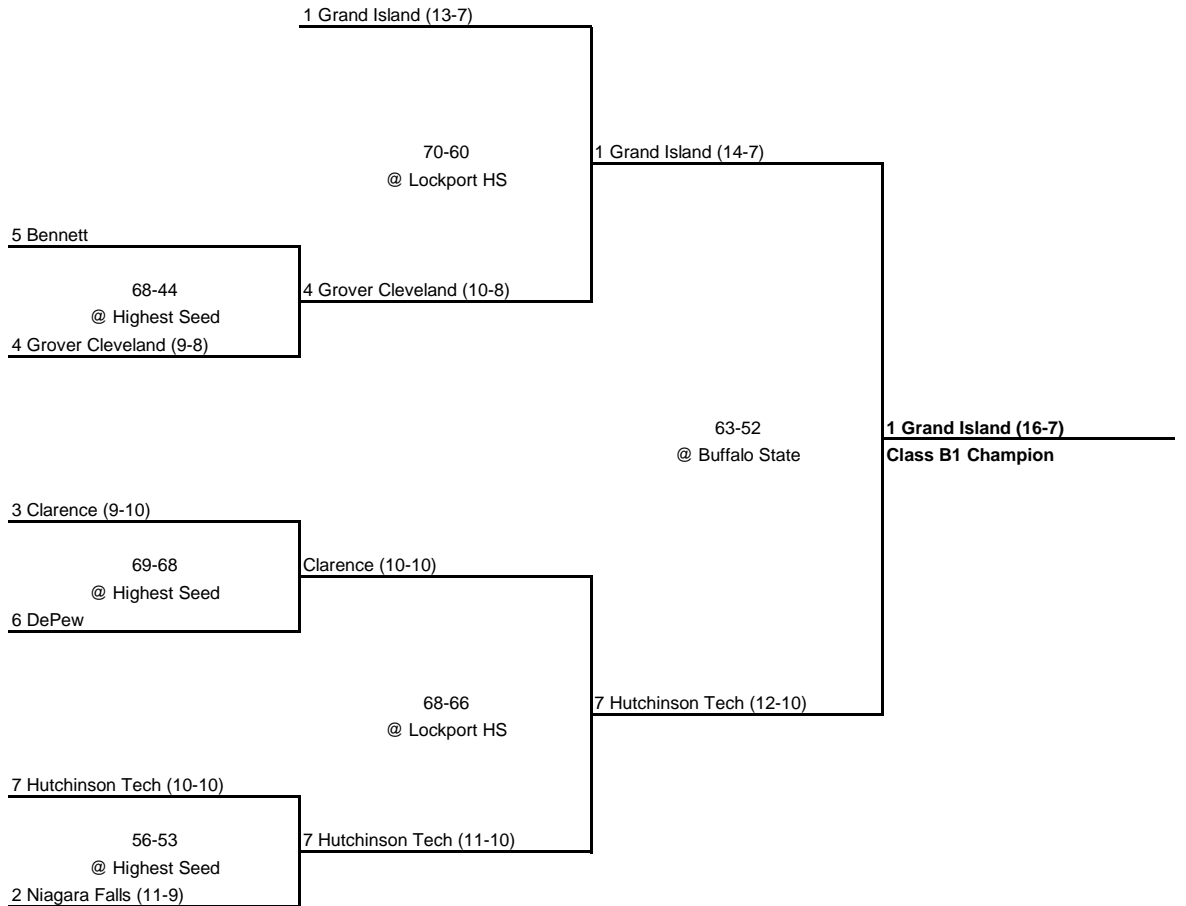 1 Grand Island (13-7)
70-60
@ Lockport HS
1 Grand Island (14-7)
5 Bennett
68-44
@ Highest Seed
4 Grover Cleveland (10-8)
4 Grover Cleveland (9-8)
63-52
@ Buffalo State
1 Grand Island (16-7)
Class B1 Champion
3 Clarence (9-10)
69-68
@ Highest Seed
Clarence (10-10)
6 DePew
68-66
@ Lockport HS
7 Hutchinson Tech (12-10)
7 Hutchinson Tech (10-10)
56-53
@ Highest Seed
7 Hutchinson Tech (11-10)
2 Niagara Falls (11-9)